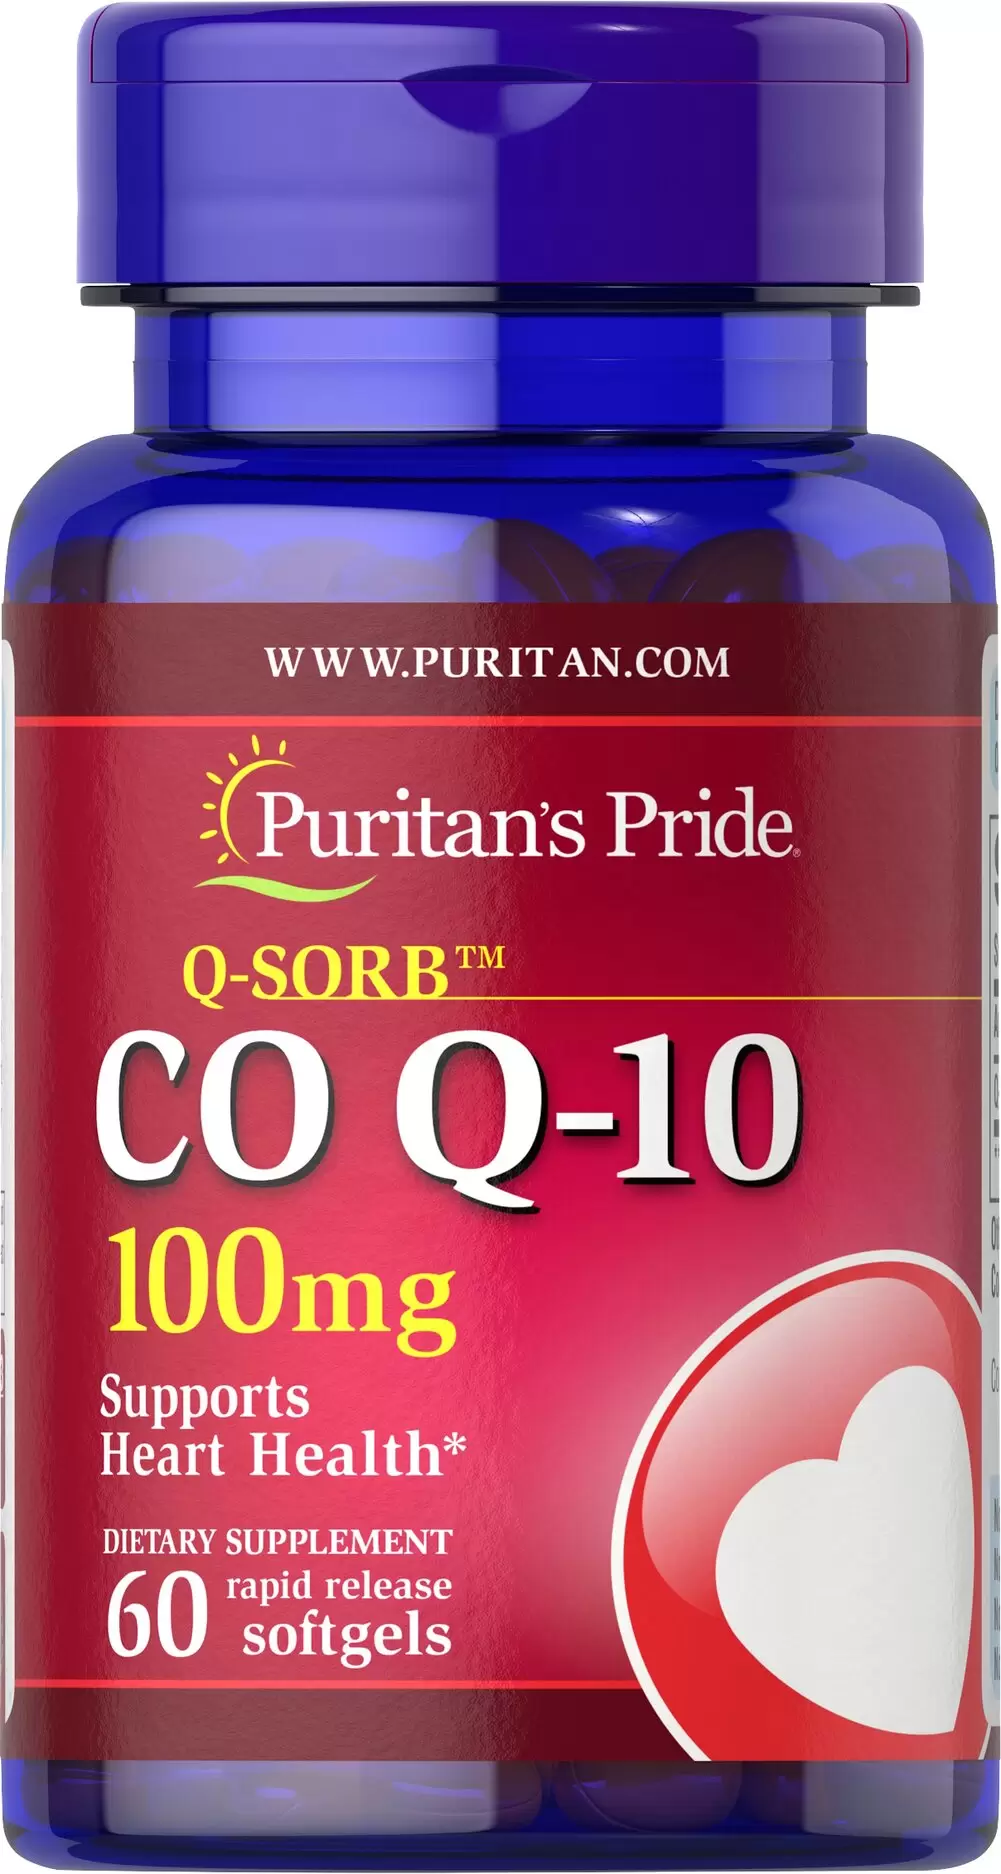 WWW.PURITAN.COM
Puritan's Pride®
Q-SORB™
CO Q-10
100mg
Supports
Heart Health*
DIETARY SUPPLEMENT
60 rapid release
softgels